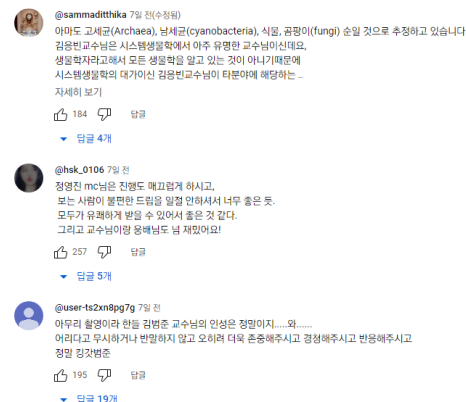 @sammaditthika 7일 전(수정됨)
아마도 고세균(Archaea), 남세균(cyanobacteria), 식물, 곰팡이(fungi) 순일 것으로 추정하고 있습니다
김응빈교수님은 시스템생물학에서 아주 유명한 교수님이신데요,
생물학자라고해서 모든 생물학을 알고 있는 것이 아니기때문에
시스템생물학의 대가이신 김응빈교수님이 타분야에 해당하는 ..
자세히 보기
184 답글
답글 4개
@hsk_0106 7일 전
정영진 mc님은 진행도 매끄럽게 하시고,
보는 사람이 불편한 드립을 일절 안하셔서 너무 좋은 듯.
모두가 유쾌하게 받을 수 있어서 좋은 것 같다.
그리고 교수님이랑 웅배님도 넘 재밌어요!
257 답글
답글 5개
@user-ts2xn8pg7g 7일 전
아무리 촬영이라 한들 김범준 교수님의 인성은 정말이지.....와......
어리다고 무시하거나 반말하지 않고 오히려 더욱 존중해주시고 경청해주시고 반응해주시고
정말 킹갓범준
195 답글
답글 19개